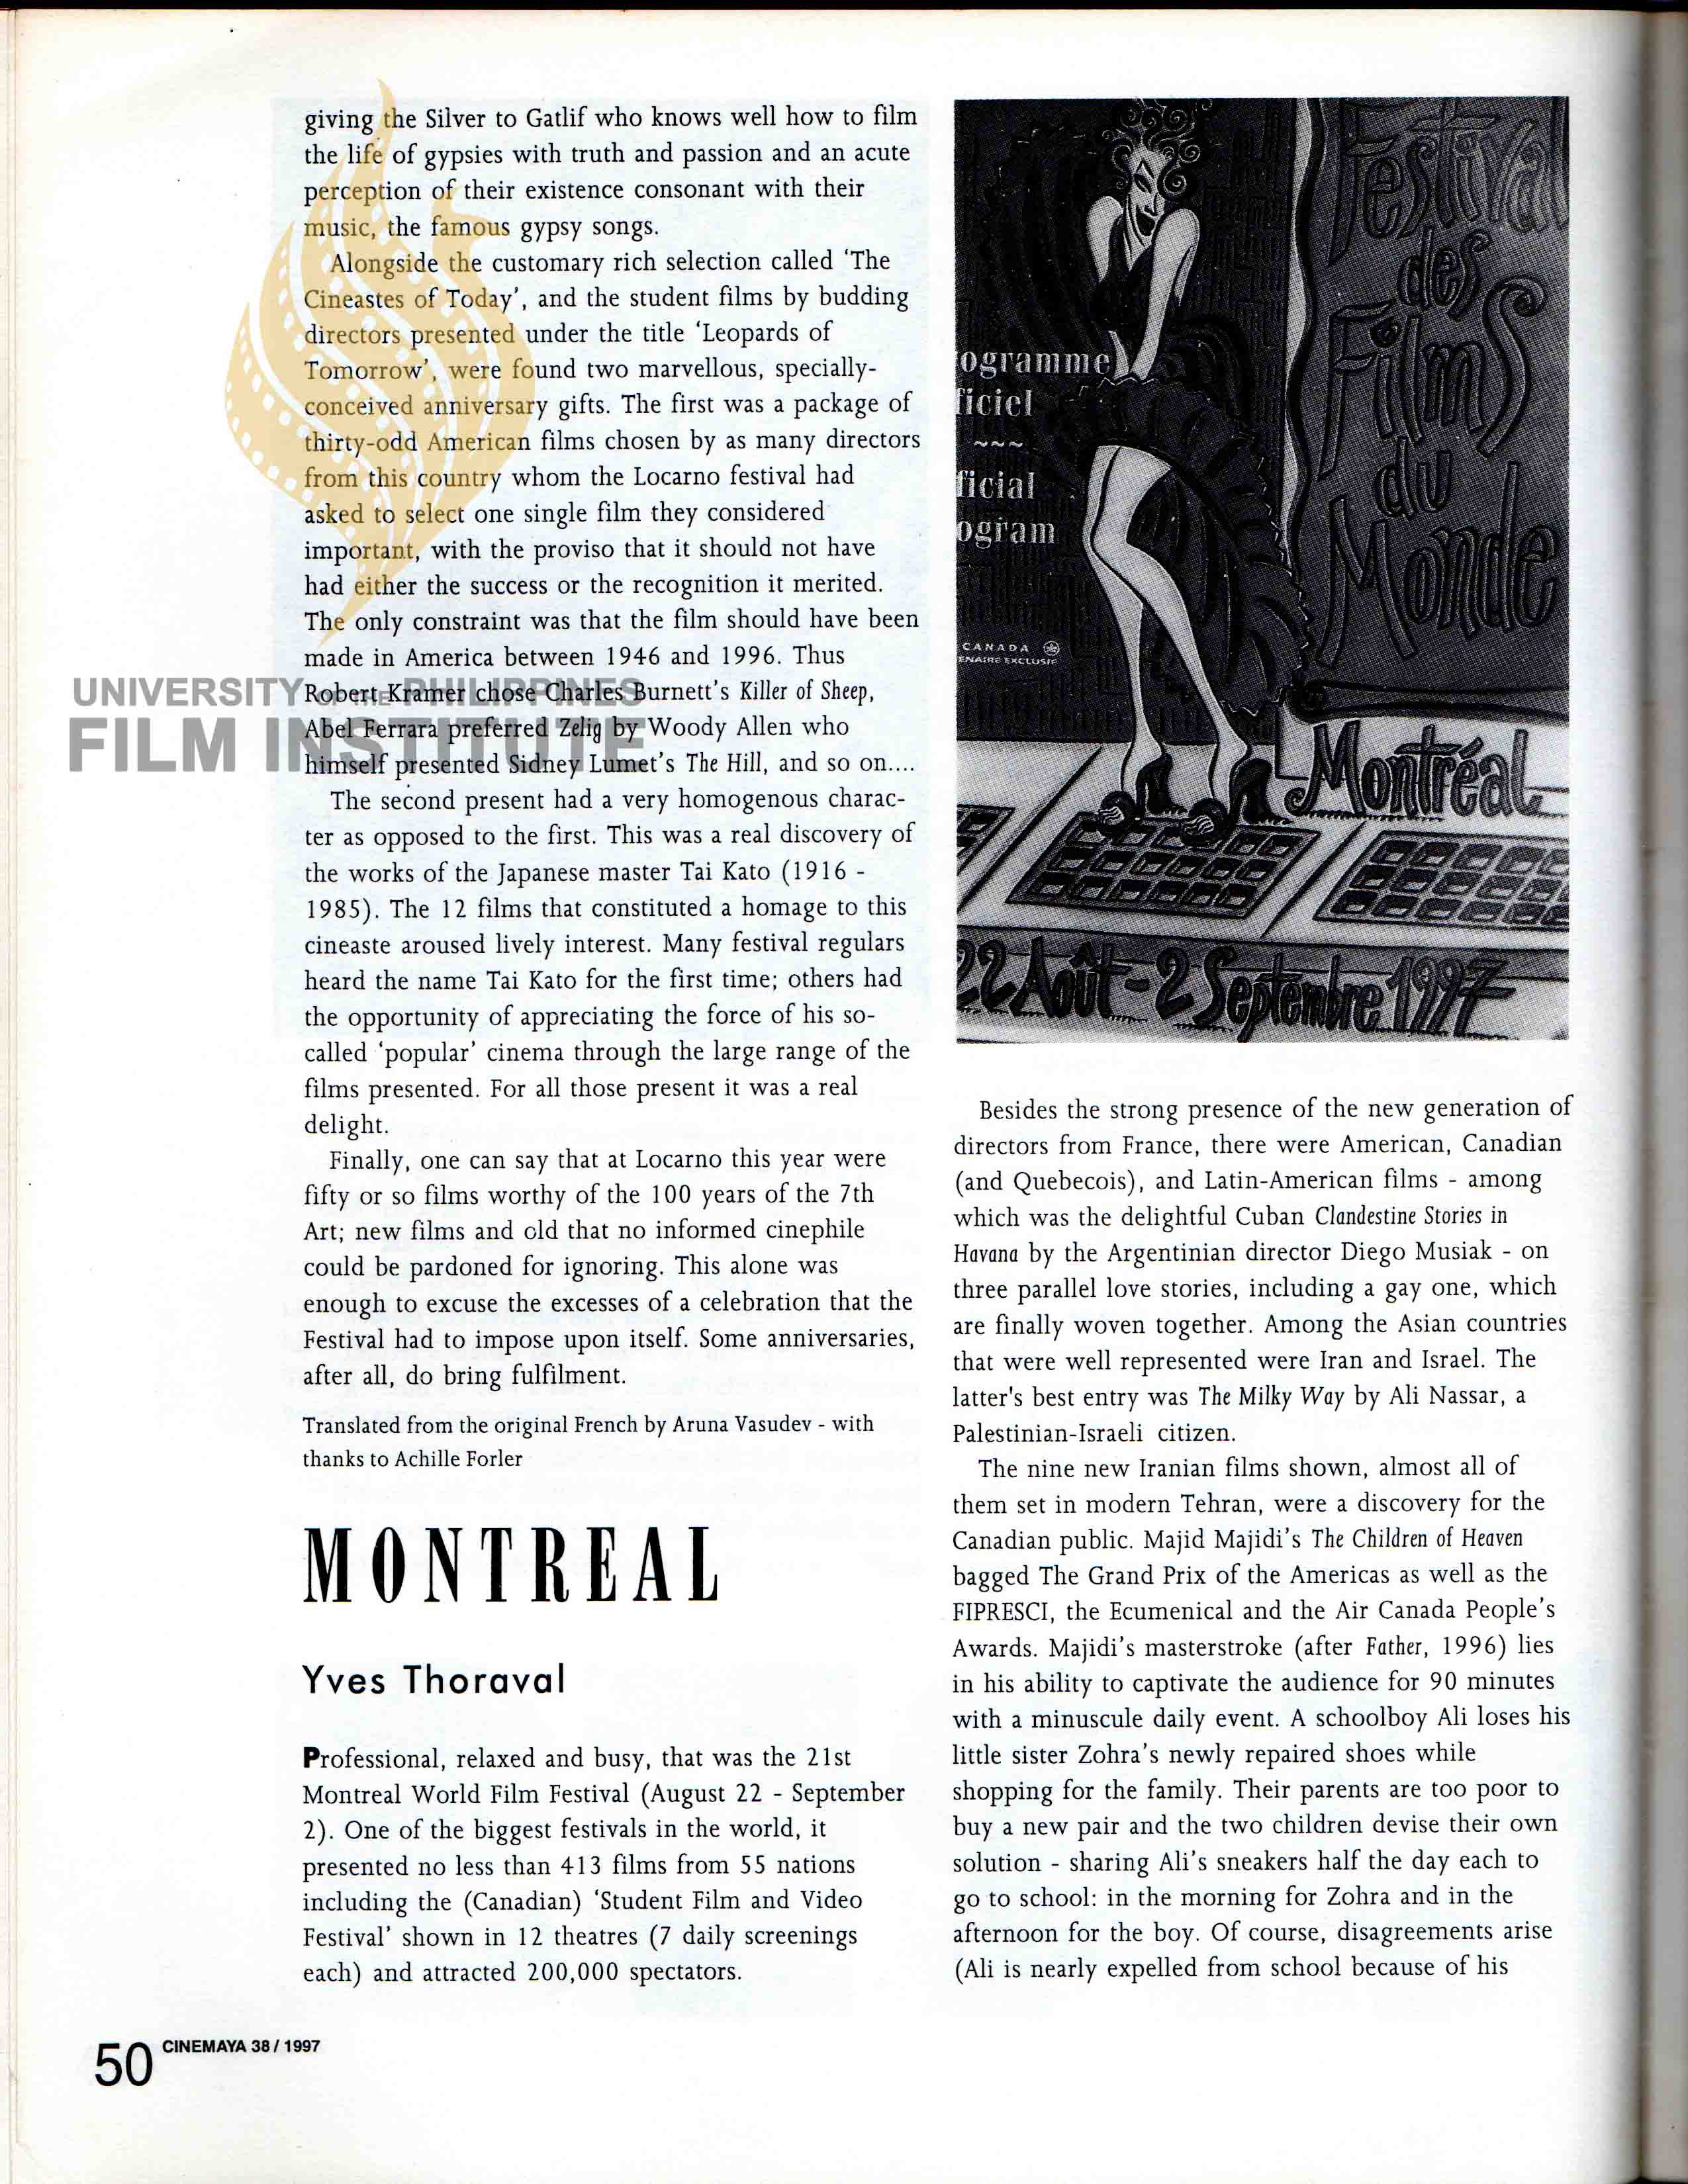 giving the Silver to Gatlif who knows well how to film
the life of gypsies with truth and passion and an acute
perception of their existence consonant with their
music, the famous gypsy songs.
Alongside the customary rich selection called ‘The
Cineastes of Today’, and the student films by budding
directors presented under the title ‘Leopards of
Tomorrow’, were found two marvellous, specially-
conceived anniversary gifts. The first was a package of
thirty-odd American films chosen by as many directors
from this country whom the Locarno festival had
asked to select one single film they considered
important, with the proviso that it should not have
had either the success or the recognition it merited.
The only constraint was that the film should have been
made in America between 1946 and 1996. Thus
Robert Kramer chose Charles Burnett’s Killer of Sheep,
Abel Ferrara preferred Zelig by Woody Allen who
himself presented Sidney Lumet’s The Hill, and so on....
The second present had a very homogenous charac-
ter as opposed to the first. This was a real discovery of
the works of the Japanese master Tai Kato (1916 -
1985). The 12 films that constituted a homage to this
cineaste aroused lively interest. Many festival regulars
heard the name Tai Kato for the first time; others had
the opportunity of appreciating the force of his so-
called ‘popular’ cinema through the large range of the
films presented. For all those present it was a real
delight.
Finally, one can say that at Locarno this year were
fifty or so films worthy of the 100 years of the 7th
Art; new films and old that no informed cinephile
could be pardoned for ignoring. This alone was
enough to excuse the excesses of a celebration that the
Festival had to impose upon itself. Some anniversaries,
after all, do bring fulfilment.
Translated from the original French by Aruna Vasudev - with
thanks to Achille Forler
UNIVERSITY OF THE PHILIPPINES
FILM INSTITUTE
MONTREAL
Yves Thoraval
Professional, relaxed and busy, that was the 21st
Montreal World Film Festival (August 22 - September
2). One of the biggest festivals in the world, it
presented no less than 413 films from 55 nations
including the (Canadian) ‘Student Film and Video
Festival’ shown in 12 theatres (7 daily screenings
each) and attracted 200,000 spectators.
Festival
des
Films
du
Monde
ogramme
ficiel
~~~
ficial
ogram
CANADA
ENAIRE EXCLUSIF
Montréal
22 Août - 2 Septembre 1997
Besides the strong presence of the new generation of
directors from France, there were American, Canadian
(and Quebecois), and Latin-American films - among
which was the delightful Cuban Clandestine Stories in
Havana by the Argentinian director Diego Musiak - on
three parallel love stories, including a gay one, which
are finally woven together. Among the Asian countries
that were well represented were Iran and Israel. The
latter's best entry was The Milky Way by Ali Nassar, a
Palestinian-Israeli citizen.
The nine new Iranian films shown, almost all of
them set in modern Tehran, were a discovery for the
Canadian public. Majid Majidi’s The Children of Heaven
bagged The Grand Prix of the Americas as well as the
FIPRESCI, the Ecumenical and the Air Canada People’s
Awards. Majidi’s masterstroke (after Father, 1996) lies
in his ability to captivate the audience for 90 minutes
with a minuscule daily event. A schoolboy Ali loses his
little sister Zohra’s newly repaired shoes while
shopping for the family. Their parents are too poor to
buy a new pair and the two children devise their own
solution - sharing Ali’s sneakers half the day each to
go to school: in the morning for Zohra and in the
afternoon for the boy. Of course, disagreements arise
(Ali is nearly expelled from school because of his
50 CINEMAYA 38 / 1997